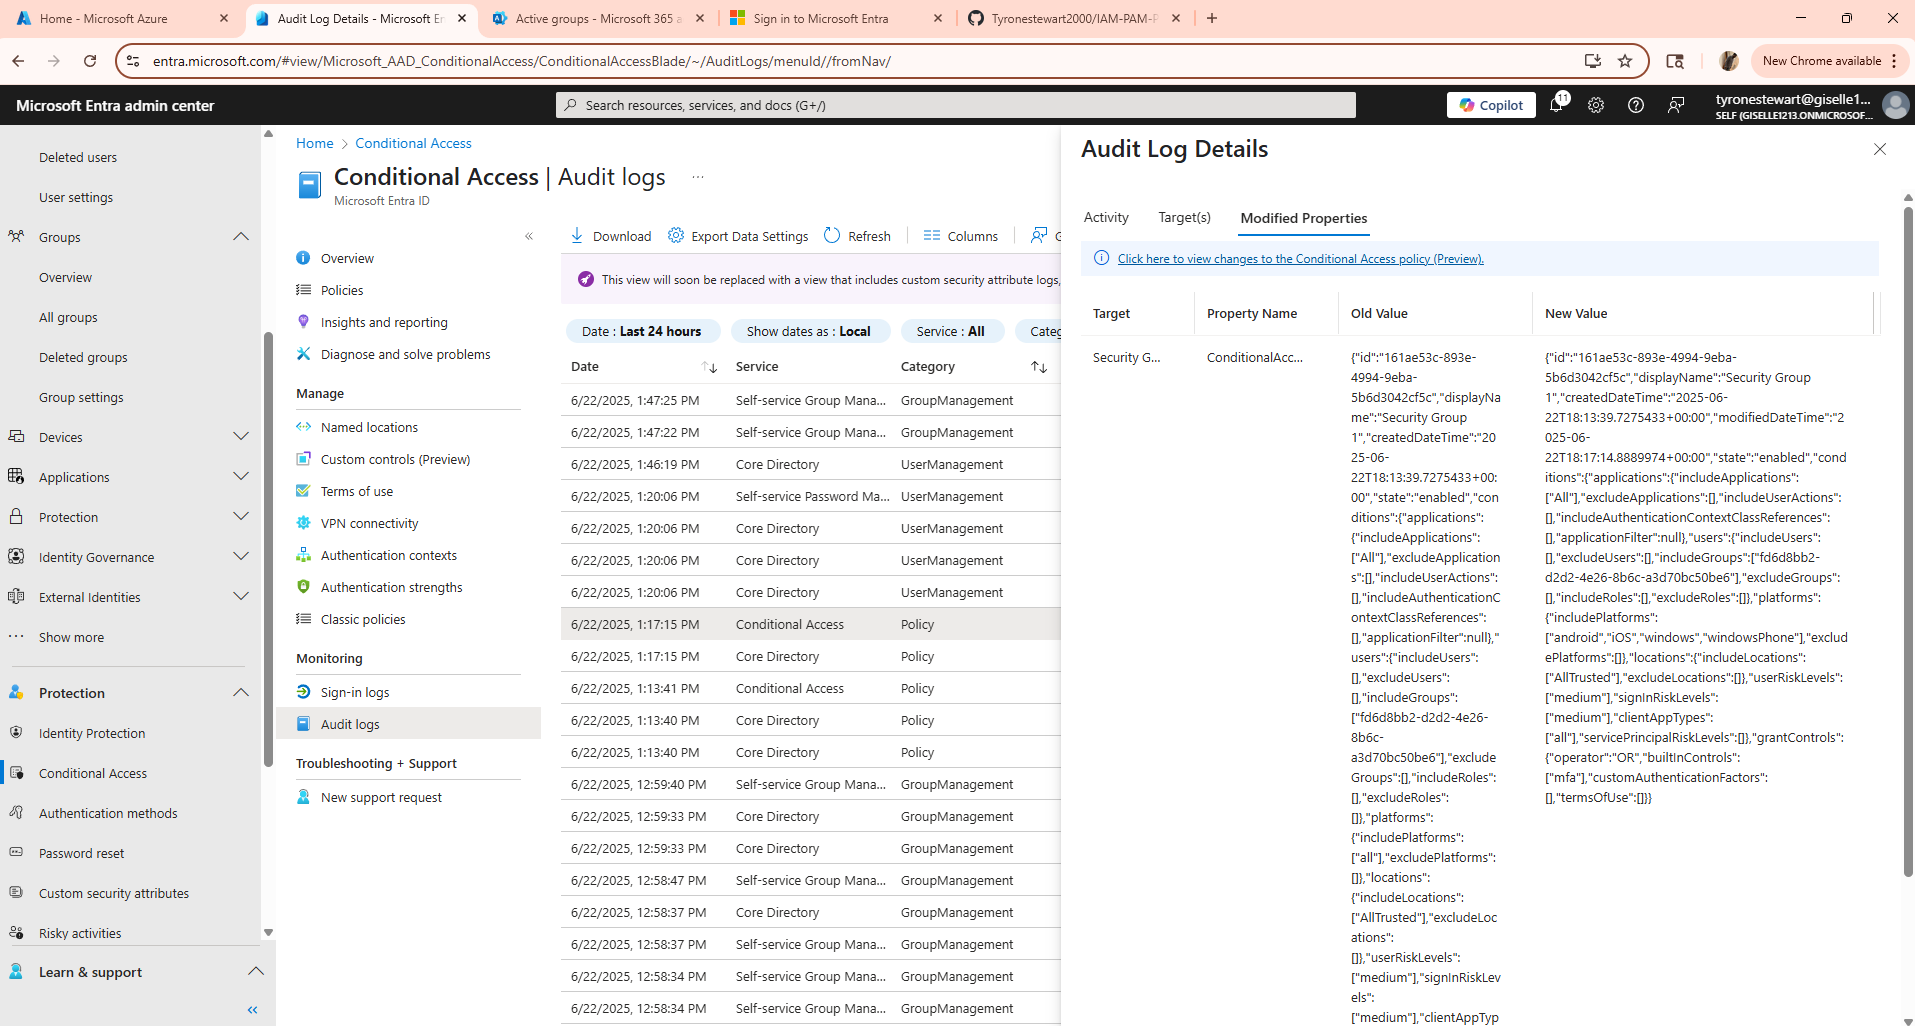 Home - Microsoft Azure
Audit Log Details - Microsoft En
Active groups - Microsoft 365 a
Sign in to Microsoft Entra
Tyronestewart2000/IAM-PAM-P
entra.microsoft.com/#view/Microsoft_AAD_ConditionalAccess/ConditionalAccessBlade/~/AuditLogs/menuId//fromNav/
New Chrome available
Microsoft Entra admin center
Search resources, services, and docs (G+/)
Copilot
11
tyronestewart@giselle1...
SELF (GISELLE1213.ONMICROSOF...
Deleted users
User settings
Groups
Overview
All groups
Deleted groups
Group settings
Devices
Applications
Protection
Identity Governance
External Identities
Show more
Protection
Identity Protection
Conditional Access
Authentication methods
Password reset
Custom security attributes
Risky activities
Learn & support
Home > Conditional Access
Conditional Access | Audit logs
Microsoft Entra ID
Overview
Policies
Insights and reporting
Diagnose and solve problems
Manage
Named locations
Custom controls (Preview)
Terms of use
VPN connectivity
Authentication contexts
Authentication strengths
Classic policies
Monitoring
Sign-in logs
Audit logs
Troubleshooting + Support
New support request
Download
Export Data Settings
Refresh
Columns
G
This view will soon be replaced with a view that includes custom security attribute logs,
Date : Last 24 hours
Show dates as : Local
Service : All
Categ
Date Service Category
6/22/2025, 1:47:25 PM Self-service Group Mana... GroupManagement
6/22/2025, 1:47:22 PM Self-service Group Mana... GroupManagement
6/22/2025, 1:46:19 PM Core Directory UserManagement
6/22/2025, 1:20:06 PM Self-service Password Ma... UserManagement
6/22/2025, 1:20:06 PM Core Directory UserManagement
6/22/2025, 1:20:06 PM Core Directory UserManagement
6/22/2025, 1:20:06 PM Core Directory UserManagement
6/22/2025, 1:17:15 PM Conditional Access Policy
6/22/2025, 1:17:15 PM Core Directory Policy
6/22/2025, 1:13:41 PM Conditional Access Policy
6/22/2025, 1:13:40 PM Core Directory Policy
6/22/2025, 1:13:40 PM Core Directory Policy
6/22/2025, 12:59:40 PM Self-service Group Mana... GroupManagement
6/22/2025, 12:59:33 PM Core Directory GroupManagement
6/22/2025, 12:59:33 PM Core Directory GroupManagement
6/22/2025, 12:58:47 PM Self-service Group Mana... GroupManagement
6/22/2025, 12:58:37 PM Core Directory GroupManagement
6/22/2025, 12:58:37 PM Self-service Group Mana... GroupManagement
6/22/2025, 12:58:34 PM Self-service Group Mana... GroupManagement
6/22/2025, 12:58:34 PM Self-service Group Mana... GroupManagement
Audit Log Details
Activity Target(s) Modified Properties
Click here to view changes to the Conditional Access policy (Preview).
Target Property Name Old Value New Value
Security G...
ConditionalAcc...
{"id":"161ae53c-893e-
4994-9eba-
5b6d3042cf5c","displayNa
me":"Security Group
1","createdDateTime":"20
25-06-
22T18:13:39.7275433+00:
00","state":"enabled","con
ditions":{"applications":
{"includeApplications":
["All"],"excludeApplication
s":[],"includeUserActions":
[],"includeAuthenticationC
ontextClassReferences":
[],"applicationFilter":null},"
users":{"includeUsers":
[],"excludeUsers":
[],"includeGroups":
["fd6d8bb2-d2d2-4e26-
8b6c-
a3d70bc50be6"],"exclude
Groups":[],"includeRoles":
[],"excludeRoles":
[]},"platforms":
{"includePlatforms":
["all"],"excludePlatforms":
[]},"locations":
{"includeLocations":
["AllTrusted"],"excludeLoc
ations":
[]},"userRiskLevels":
["medium"],"signInRiskLev
els":
["medium"],"clientAppTyp
{"id":"161ae53c-893e-4994-9eba-
5b6d3042cf5c","displayName":"Security Group
1","createdDateTime":"2025-06-
22T18:13:39.7275433+00:00","modifiedDateTime":"2
025-06-
22T18:17:14.8889974+00:00","state":"enabled","cond
itions":{"applications":{"includeApplications":
["All"],"excludeApplications":[],"includeUserActions":
[],"includeAuthenticationContextClassReferences":
[],"applicationFilter":null},"users":{"includeUsers":
[],"excludeUsers":[],"includeGroups":["fd6d8bb2-
d2d2-4e26-8b6c-a3d70bc50be6"],"excludeGroups":
[],"includeRoles":[],"excludeRoles":[]},"platforms":
{"includePlatforms":
["android","iOS","windows","windowsPhone"],"exclud
ePlatforms":[]},"locations":{"includeLocations":
["AllTrusted"],"excludeLocations":[]},"userRiskLevels":
["medium"],"signInRiskLevels":
["medium"],"clientAppTypes":
["all"],"servicePrincipalRiskLevels":[]},"grantControls":
{"operator":"OR","builtInControls":
["mfa"],"customAuthenticationFactors":
[],"termsOfUse":[]}}